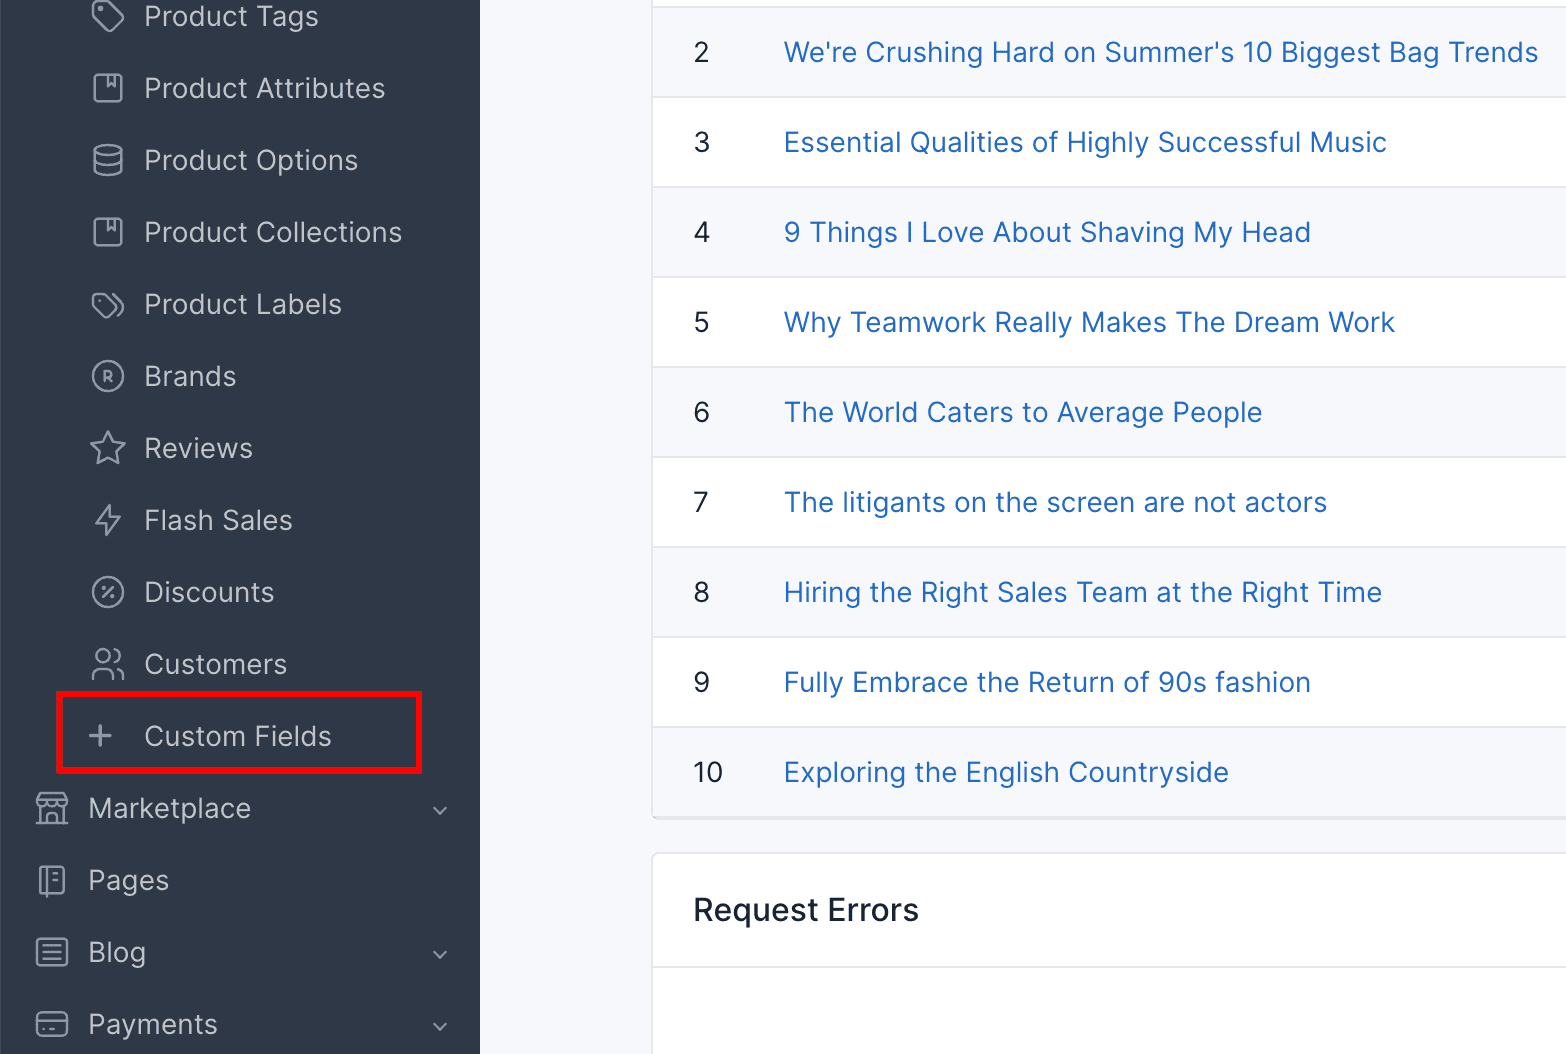 Product Tags
Product Attributes
Product Options
Product Collections
Product Labels
Brands
Reviews
Flash Sales
Discounts
Customers
Custom Fields
Marketplace
Pages
Blog
Payments
2 We're Crushing Hard on Summer's 10 Biggest Bag Trends
3 Essential Qualities of Highly Successful Music
4 9 Things I Love About Shaving My Head
5 Why Teamwork Really Makes The Dream Work
6 The World Caters to Average People
7 The litigants on the screen are not actors
8 Hiring the Right Sales Team at the Right Time
9 Fully Embrace the Return of 90s fashion
10 Exploring the English Countryside
Request Errors